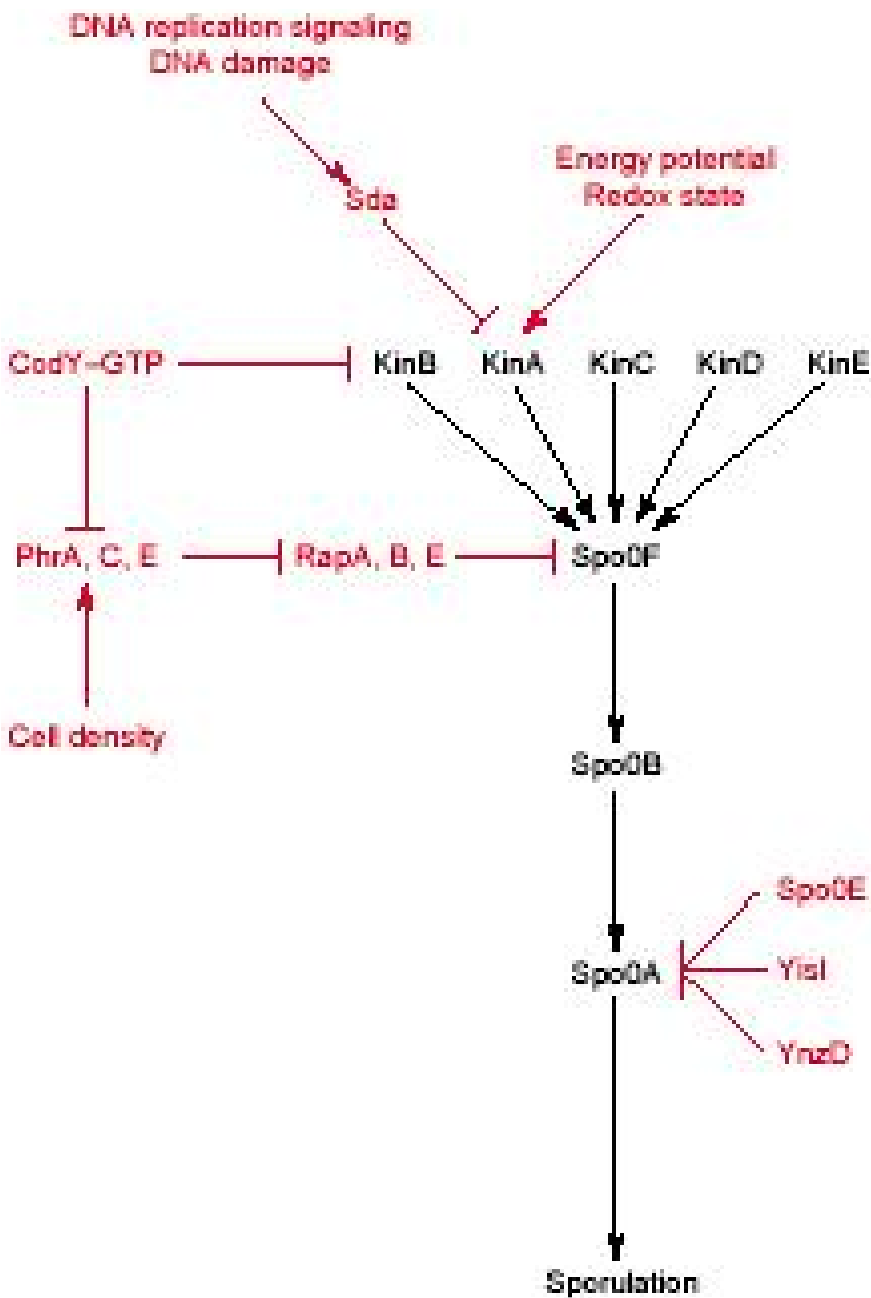 DNA replication signaling
DNA damage
Energy potential
Redox state
Sda
CodY–GTP
KinB
KinA
KinC
KinD
KinE
PhrA, C, E
RapA, B, E
Spo0F
Cell density
Spo0B
Spo0E
Spo0A
YisI
YnzD
Sporulation